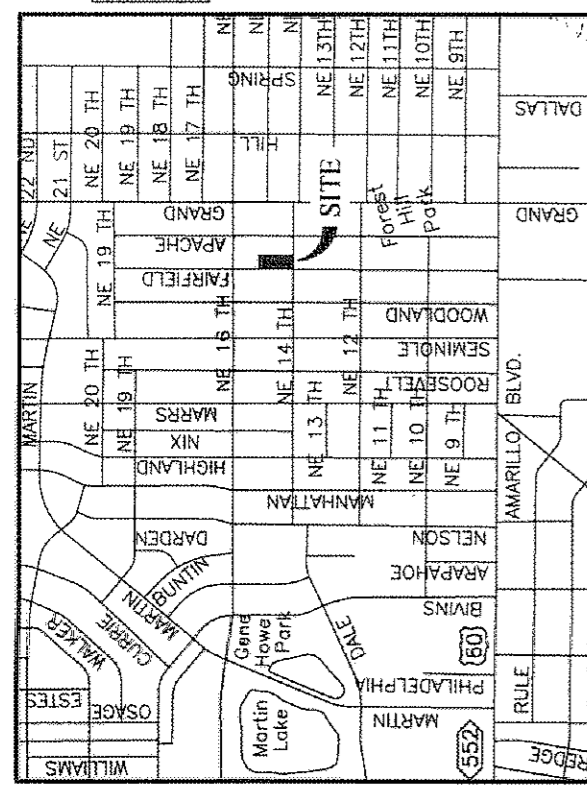 NE 13TH
NE 12TH
NE 11TH
NE 10TH
NE 9TH
SPRING
DALLAS
NE 22 ND
NE 21 ST
NE 20 TH
NE 19 TH
NE 18 TH
NE 17 TH
HILL
SITE
Forest
Hill
Park
GRAND
GRAND
APACHE
FAIRFIELD
NE 19 TH
WOODLAND
SEMINOLE
ROOSEVELT
NE 16 TH
NE 14 TH
NE 12 TH
MARTIN
NE 20 TH
NE 19 TH
MARRS
NIX
HIGHLAND
NE 13 TH
NE 11 TH
NE 10 TH
NE 9 TH
AMARILLO BLVD.
MANHATTAN
DARDEN
BUNTIN
NELSON
ARAPAHOE
BIVINS
MARTIN
CURRIE
WALKER
Gene
Howe
Park
DALE
60
PHILADELPHIA
MARTIN
RULE
ESTES
OSAGE
WILLIAMS
Martin
Lake
552